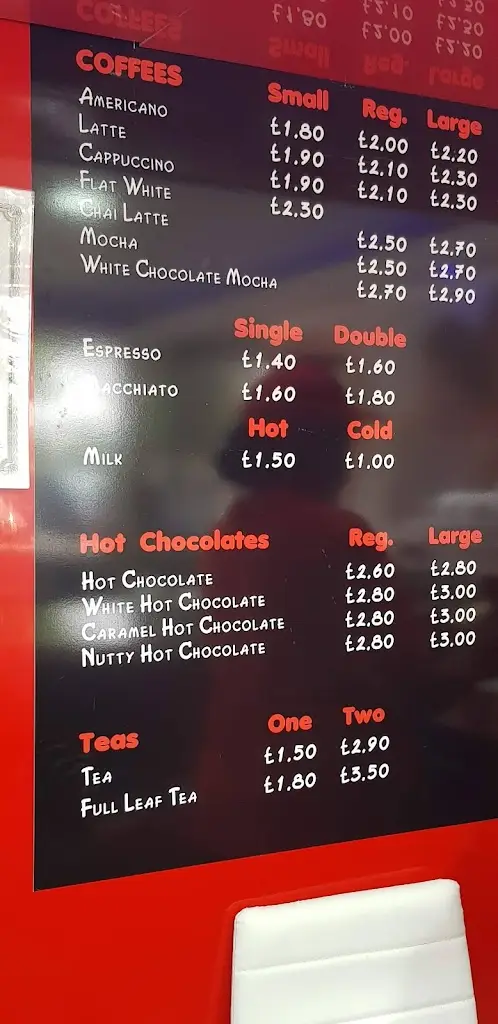 COFFEES Small Reg. Large
AMERICANO £1.80 £2.00 £2.20
LATTE £1.90 £2.10 £2.30
CAPPUCCINO £1.90 £2.10 £2.30
FLAT WHITE £2.30
CHAI LATTE £2.50 £2.70
MOCHA £2.50 £2.70
WHITE CHOCOLATE MOCHA £2.70 £2.90
Single Double
ESPRESSO £1.40 £1.60
MACCHIATO £1.60 £1.80
Hot Cold
MILK £1.50 £1.00
Hot Chocolates Reg. Large
HOT CHOCOLATE £2.60 £2.80
WHITE HOT CHOCOLATE £2.80 £3.00
CARAMEL HOT CHOCOLATE £2.80 £3.00
NUTTY HOT CHOCOLATE £2.80 £3.00
Teas One Two
TEA £1.50 £2.90
FULL LEAF TEA £1.80 £3.50